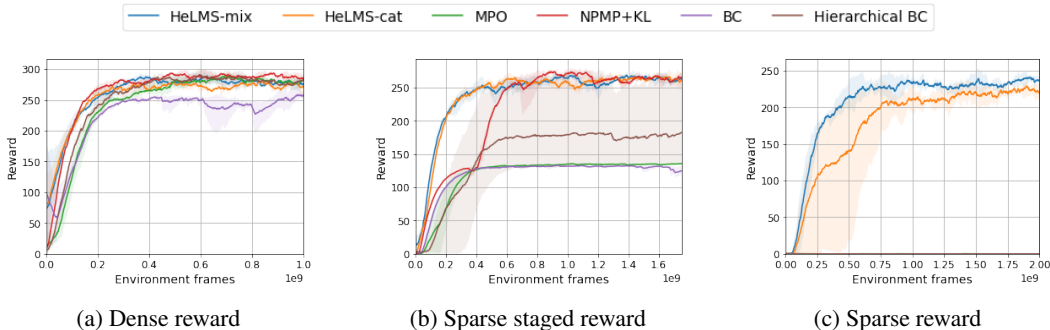 HeLMS-mix HeLMS-cat MPO NPMP+KL BC Hierarchical BC
300
250
200
150
100
50
0
Reward
0.0 0.2 0.4 0.6 0.8 1.0
Environment frames 1e9
(a) Dense reward
250
200
150
100
50
0
Reward
0.0 0.2 0.4 0.6 0.8 1.0 1.2 1.4 1.6
Environment frames 1e9
(b) Sparse staged reward
250
200
150
100
50
0
Reward
0.00 0.25 0.50 0.75 1.00 1.25 1.50 1.75 2.00
Environment frames 1e9
(c) Sparse reward